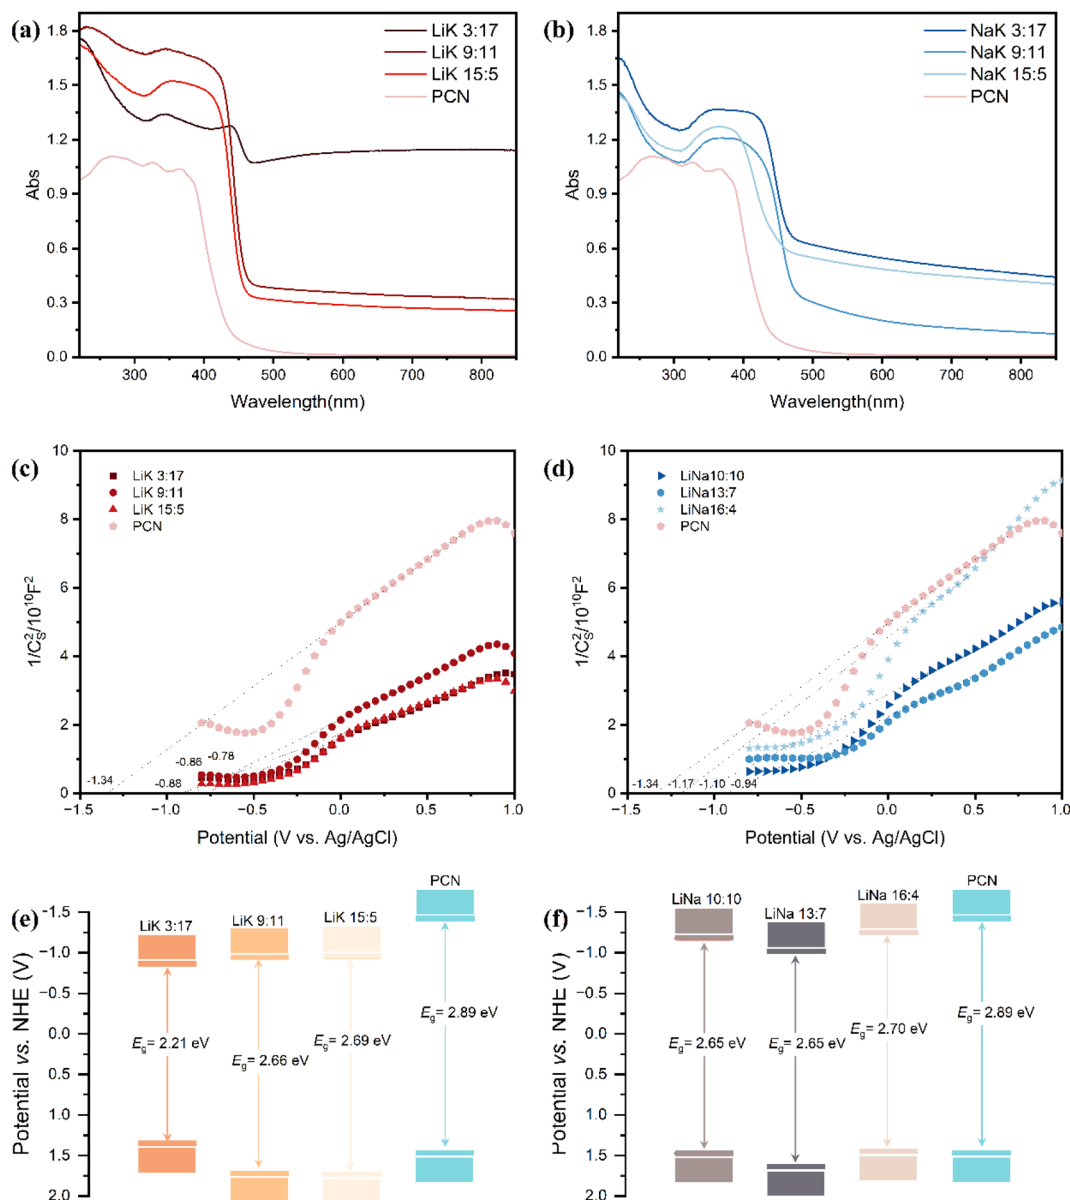 (a)
1.8
1.5
1.2
0.9
0.6
0.3
0.0
Abs
LiK 3:17
LiK 9:11
LiK 15:5
PCN
300 400 500 600 700 800
Wavelength(nm)
(b)
1.8
1.5
1.2
0.9
0.6
0.3
0.0
Abs
NaK 3:17
NaK 9:11
NaK 15:5
PCN
300 400 500 600 700 800
Wavelength(nm)
(c)
10
8
6
4
2
0
1/C_S^2/10^10F^2
LiK 3:17
LiK 9:11
LiK 15:5
PCN
-0.78
-0.86
-1.34
-0.88
−1.5 −1.0 −0.5 0.0 0.5 1.0
Potential (V vs. Ag/AgCl)
(d)
10
8
6
4
2
0
1/C_S^2/10^10F^2
LiNa10:10
LiNa13:7
LiNa16:4
PCN
-1.34 -1.17 -1.10 -0.94
−1.5 −1.0 −0.5 0.0 0.5 1.0
Potential (V vs. Ag/AgCl)
(e)
−1.5
−1.0
−0.5
0.0
0.5
1.0
1.5
2.0
Potential vs. NHE (V)
LiK 3:17
LiK 9:11
LiK 15:5
PCN
Eg= 2.21 eV
Eg= 2.66 eV
Eg= 2.69 eV
Eg= 2.89 eV
(f)
−1.5
−1.0
−0.5
0.0
0.5
1.0
1.5
2.0
Potential vs. NHE (V)
LiNa 10:10
LiNa 13:7
LiNa 16:4
PCN
Eg= 2.65 eV
Eg= 2.65 eV
Eg= 2.70 eV
Eg= 2.89 eV